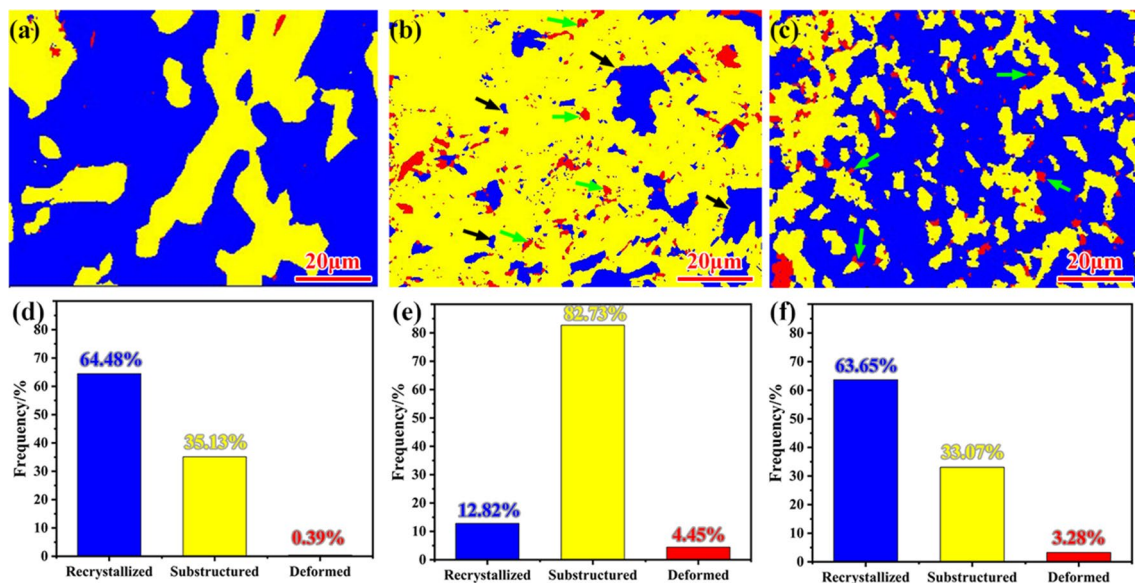 (a)
20μm
(b)
20μm
(c)
20μm
(d)
Frequency/%
80
70
60
50
40
30
20
10
0
64.48%
35.13%
0.39%
Recrystallized Substructured Deformed
(e)
Frequency/%
80
70
60
50
40
30
20
10
0
12.82%
82.73%
4.45%
Recrystallized Substructured Deformed
(f)
Frequency/%
80
70
60
50
40
30
20
10
0
63.65%
33.07%
3.28%
Recrystallized Substructured Deformed